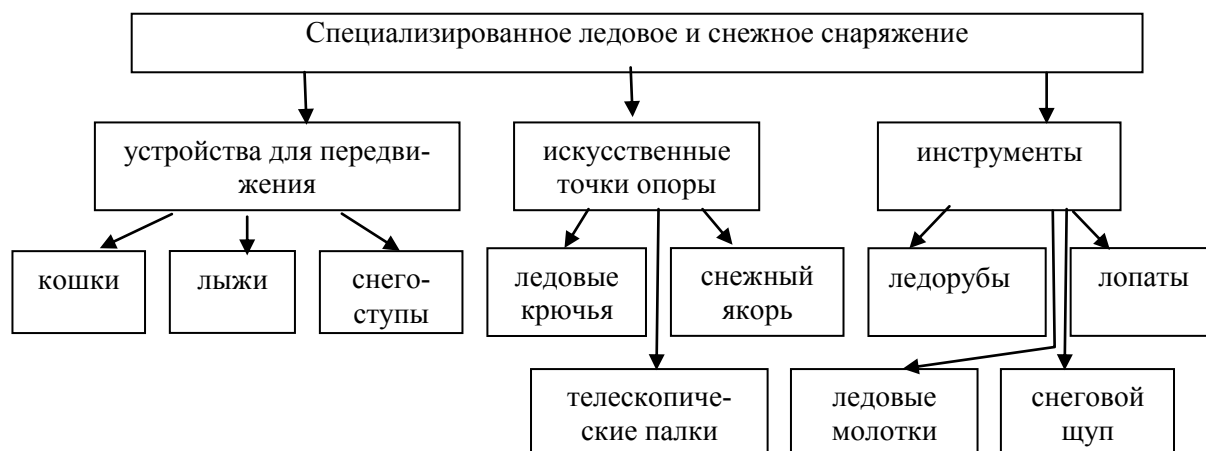 Специализированное ледовое и снежное снаряжение
устройства для передви-
жения
искусственные
точки опоры
инструменты
кошки
лыжи
снего-
ступы
ледовые
крючья
снежный
якорь
ледорубы
лопаты
телескопиче-
ские палки
ледовые
молотки
снеговой
щуп